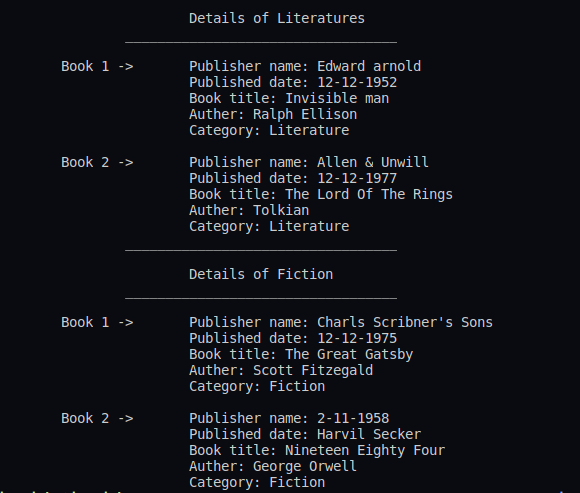 Details of Literatures
Book 1 -> Publisher name: Edward arnold
Published date: 12-12-1952
Book title: Invisible man
Auther: Ralph Ellison
Category: Literature
Book 2 -> Publisher name: Allen & Unwill
Published date: 12-12-1977
Book title: The Lord Of The Rings
Auther: Tolkian
Category: Literature
Details of Fiction
Book 1 -> Publisher name: Charls Scribner's Sons
Published date: 12-12-1975
Book title: The Great Gatsby
Auther: Scott Fitzegald
Category: Fiction
Book 2 -> Publisher name: 2-11-1958
Published date: Harvil Secker
Book title: Nineteen Eighty Four
Auther: George Orwell
Category: Fiction